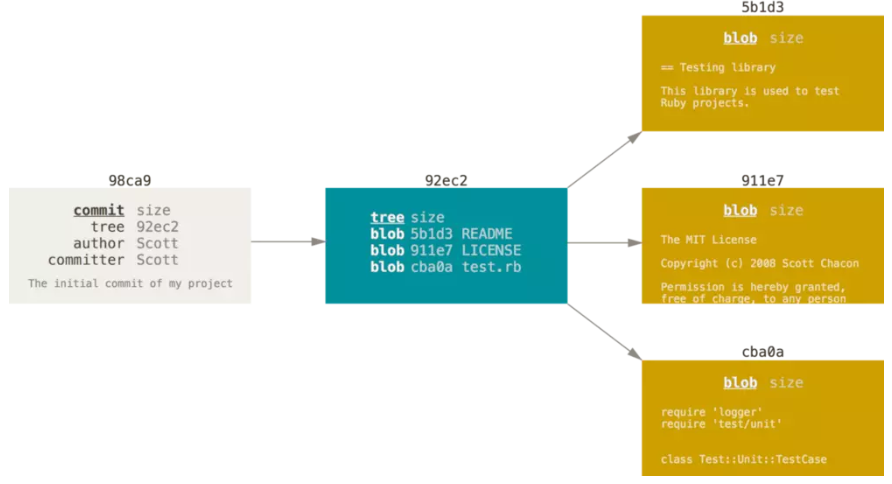 98ca9
commit size
tree 92ec2
author Scott
committer Scott
The initial commit of my project
92ec2
tree size
blob 5b1d3 README
blob 911e7 LICENSE
blob cba0a test.rb
5b1d3
blob size
== Testing library
This library is used to test
Ruby projects.
911e7
blob size
The MIT License
Copyright (c) 2008 Scott Chacon
Permission is hereby granted,
free of charge, to any person
cba0a
blob size
require 'logger'
require 'test/unit'
class Test::Unit::TestCase